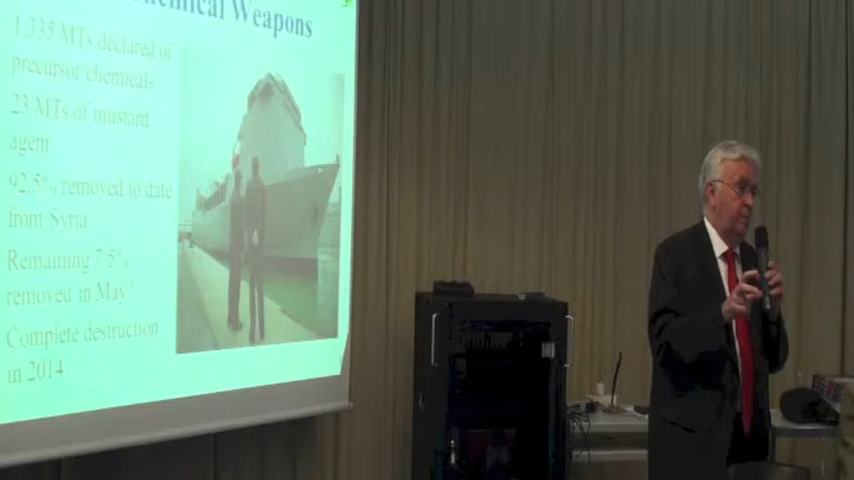 Chemical Weapons
1,335 MTs declared of
precursor chemicals
23 MTs of mustard
agent
92.5% removed to date
from Syria
Remaining 7.5%
removed in May
Complete destruction
in 2014